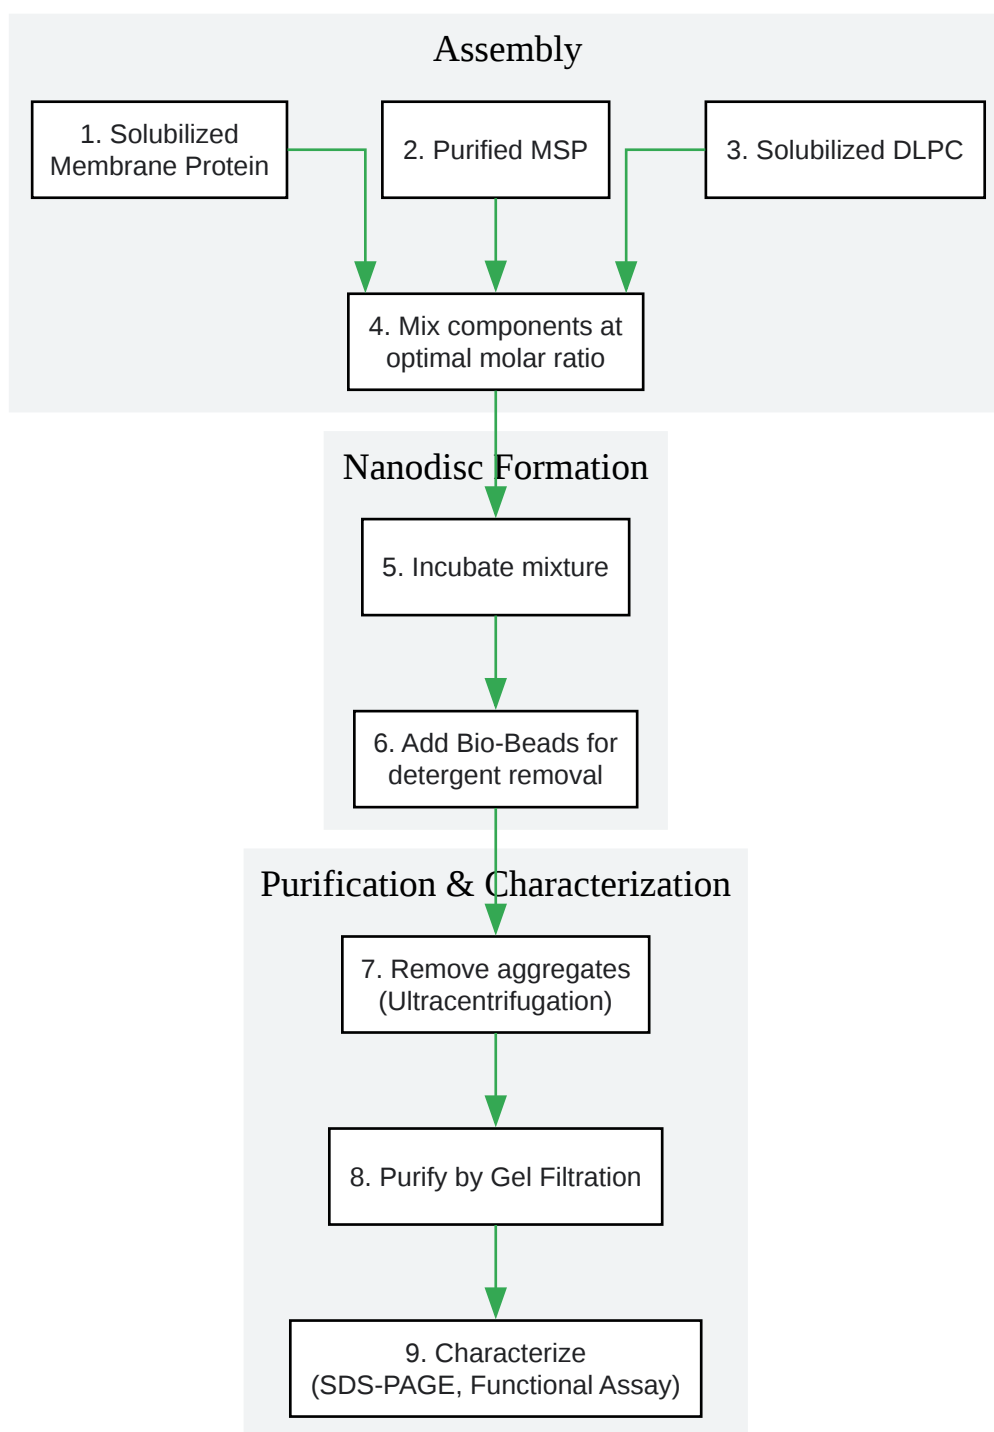 Assembly
1. Solubilized
Membrane Protein
2. Purified MSP
3. Solubilized DLPC
4. Mix components at
optimal molar ratio
Nanodisc Formation
5. Incubate mixture
6. Add Bio-Beads for
detergent removal
Purification & Characterization
7. Remove aggregates
(Ultracentrifugation)
8. Purify by Gel Filtration
9. Characterize
(SDS-PAGE, Functional Assay)